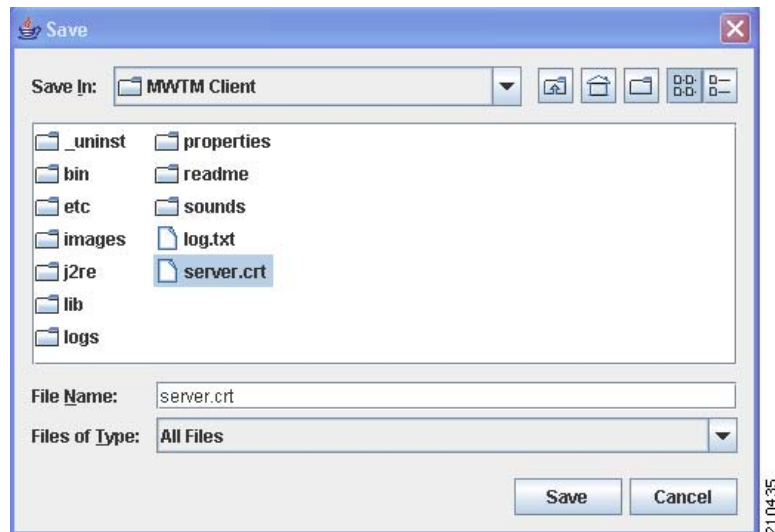 Save
Save In: MWTM Client
_uninst properties
bin readme
etc sounds
images log.txt
j2re server.crt
lib
logs
File Name: server.crt
Files of Type: All Files
Save Cancel
210435